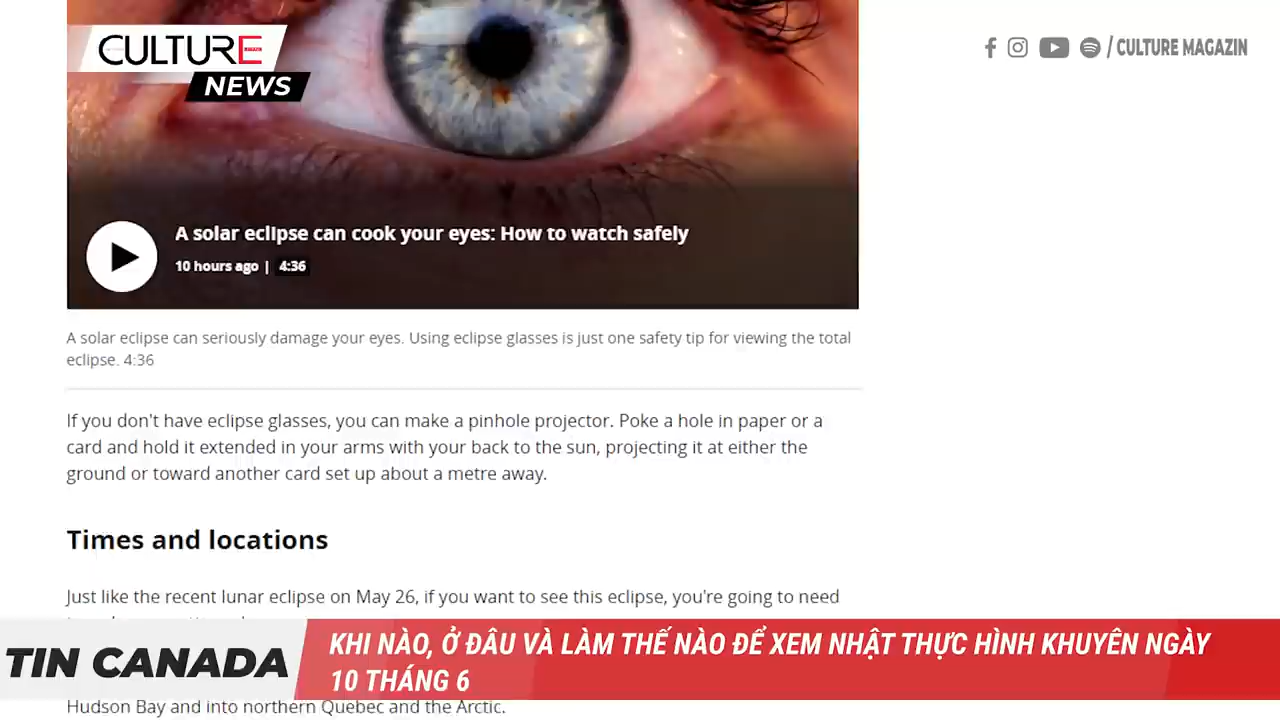 CULTURE
NEWS
/ CULTURE MAGAZIN
A solar eclipse can cook your eyes: How to watch safely
10 hours ago | 4:36
A solar eclipse can seriously damage your eyes. Using eclipse glasses is just one safety tip for viewing the total
eclipse. 4:36
If you don't have eclipse glasses, you can make a pinhole projector. Poke a hole in paper or a
card and hold it extended in your arms with your back to the sun, projecting it at either the
ground or toward another card set up about a metre away.
Times and locations
Just like the recent lunar eclipse on May 26, if you want to see this eclipse, you're going to need
TIN CANADA
KHI NÀO, Ở ĐÂU VÀ LÀM THẾ NÀO ĐỂ XEM NHẬT THỰC HÌNH KHUYÊN NGÀY
10 THÁNG 6
Hudson Bay and into northern Quebec and the Arctic.